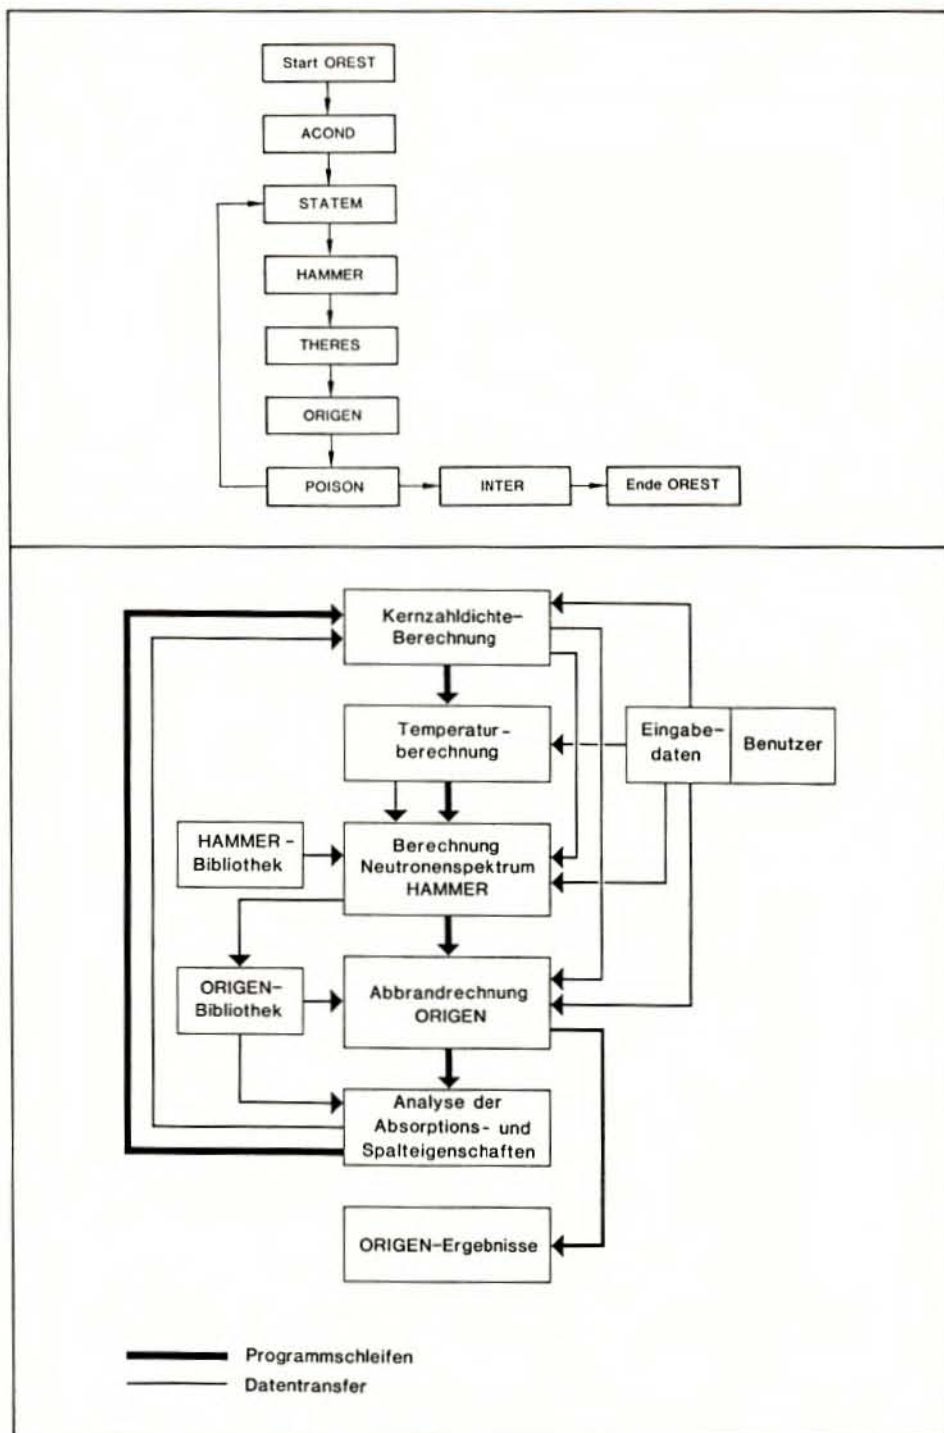 Start OREST
ACOND
STATEM
HAMMER
THERES
ORIGEN
POISON
INTER
Ende OREST
Kernzahldichte-
Berechnung
Temperatur-
berechnung
Eingabe-
daten
Benutzer
HAMMER-
Bibliothek
Berechnung
Neutronenspektrum
HAMMER
ORIGEN-
Bibliothek
Abbrandrechnung
ORIGEN
Analyse der
Absorptions- und
Spalteigenschaften
ORIGEN-Ergebnisse
Programmschleifen
Datentransfer